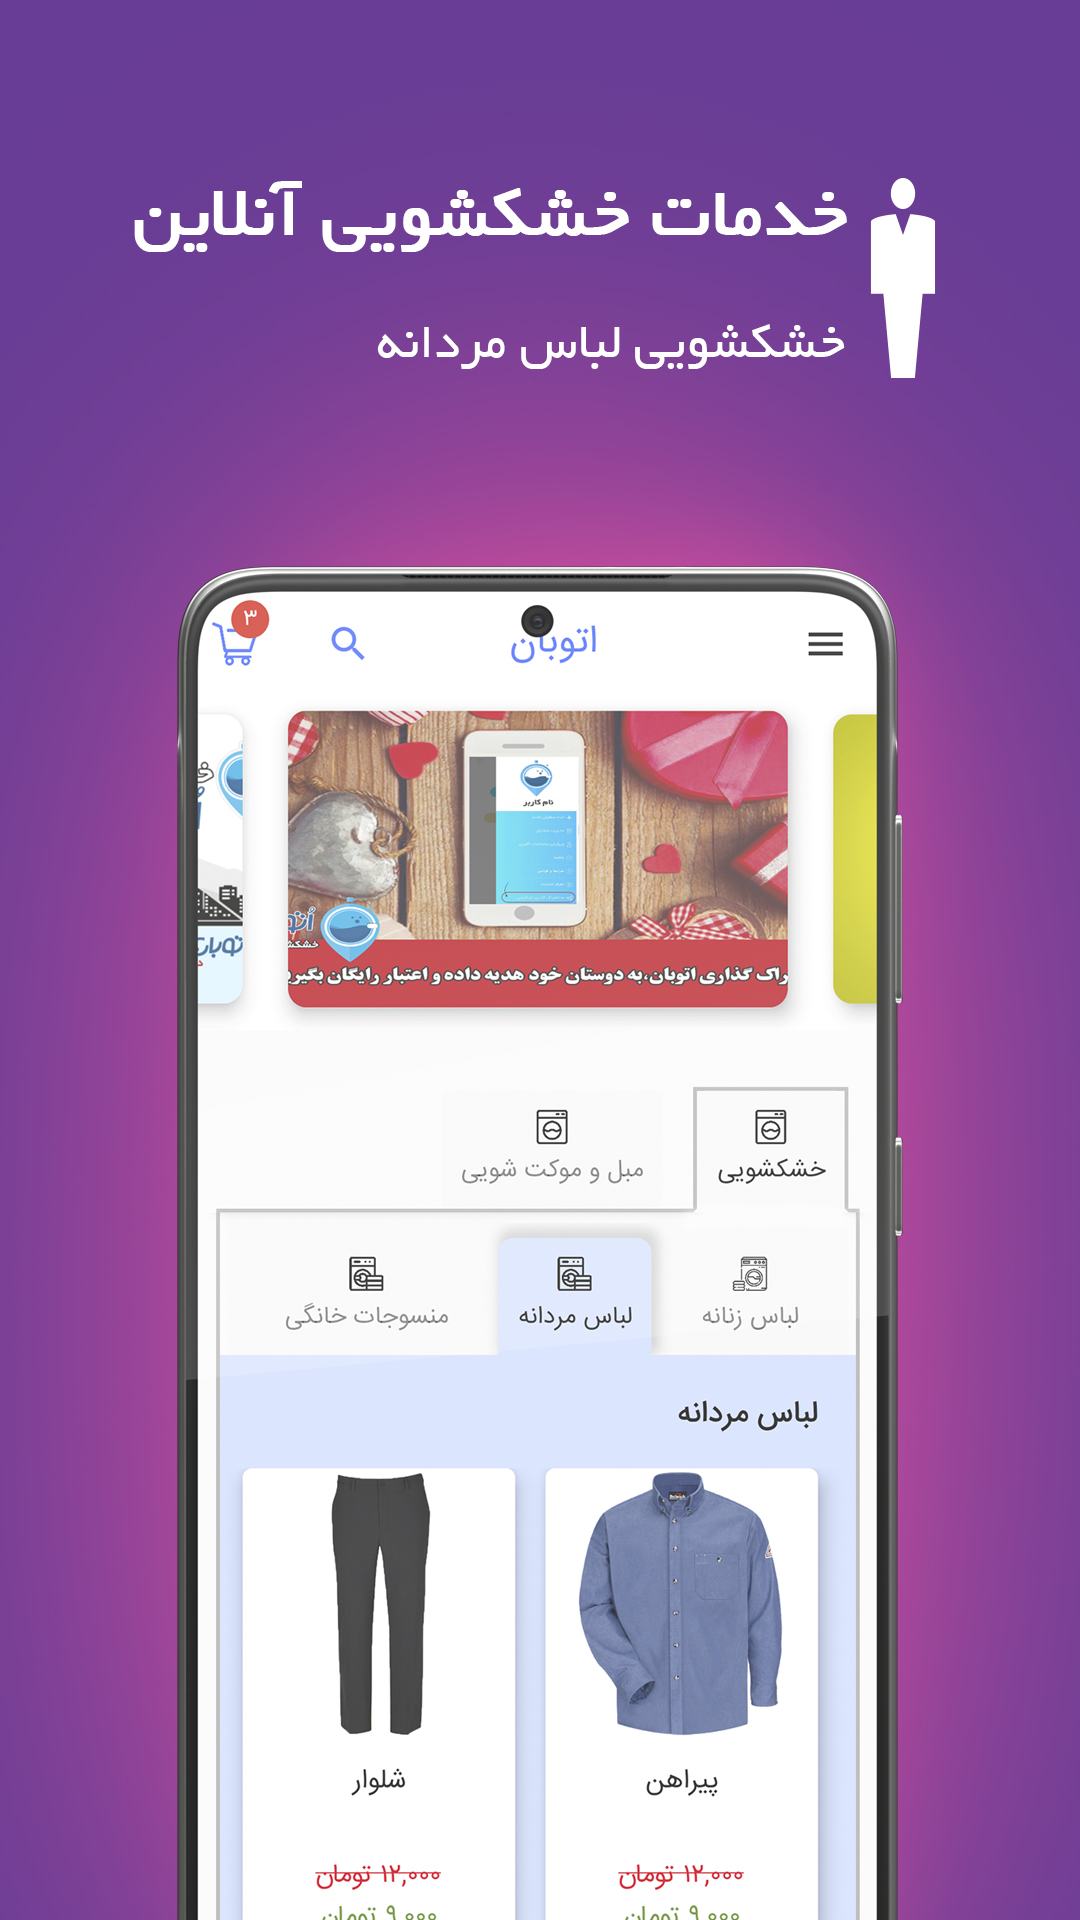 خدمات خشکشویی آنلاین
خشکشویی لباس مردانه
۳
اتوبان
نام کاربر
اتوبان
راک گذاری اتوبان،به دوستان خود هدیه داده و اعتبار رایگان بگیرید
خشکشویی
مبل و موکت شویی
لباس زنانه
لباس مردانه
منسوجات خانگی
لباس مردانه
پیراهن
شلوار
۱۲,۰۰۰ تومان
۱۲,۰۰۰ تومان
۹,۰۰۰ تومان
۹,۰۰۰ تومان